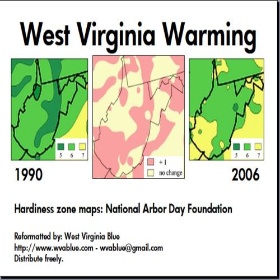 West Virginia Warming
5 6 7
+ 1
no change
5 6 7
1990
2006
Hardiness zone maps: National Arbor Day Foundation
Reformatted by: West Virginia Blue
http://www.wvablue.com - wvablue@gmail.com
Distribute freely.